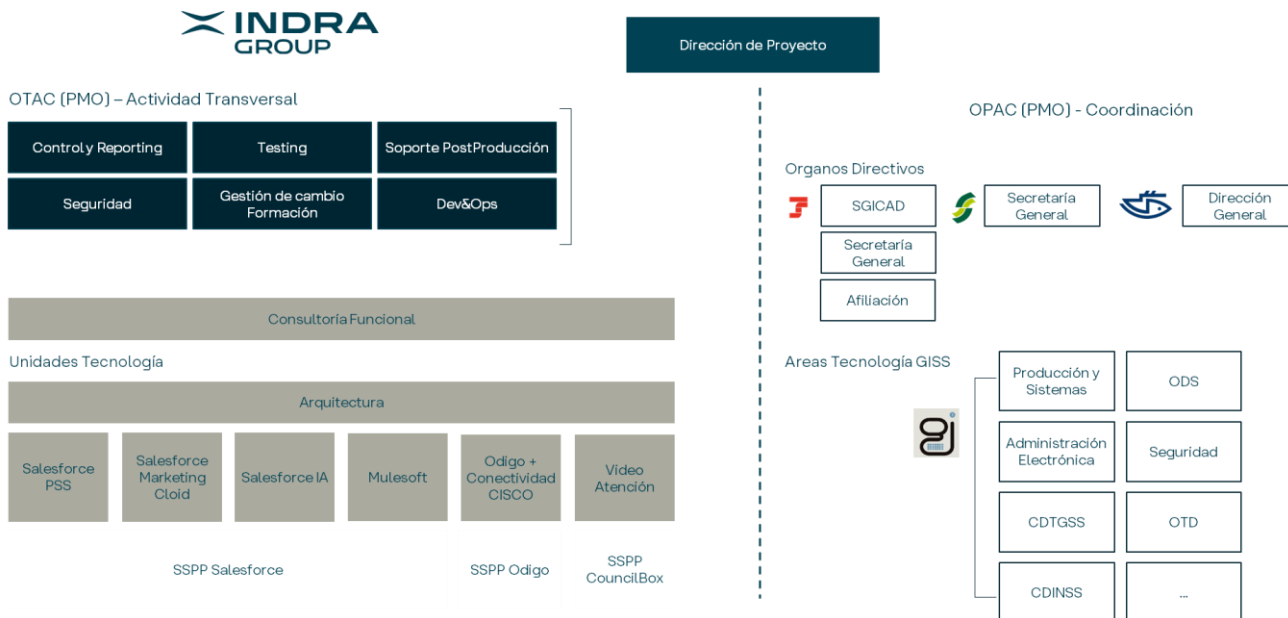 INDRA
GROUP
Dirección de Proyecto
OTAC (PMO) – Actividad Transversal
Control y Reporting
Testing
Soporte PostProducción
Seguridad
Gestión de cambio
Formación
Dev&Ops
Consultoría Funcional
Unidades Tecnología
Arquitectura
Salesforce
PSS
Salesforce
Marketing
Cloid
Salesforce IA
Mulesoft
Odigo +
Conectividad
CISCO
Video
Atención
SSPP Salesforce
SSPP Odigo
SSPP
CouncilBox
OPAC (PMO) - Coordinación
Organos Directivos
SGICAD
Secretaría
General
Dirección
General
Secretaría
General
Afiliación
Areas Tecnología GISS
gi
Producción y
Sistemas
ODS
Administración
Electrónica
Seguridad
CDTGSS
OTD
CDINSS
...